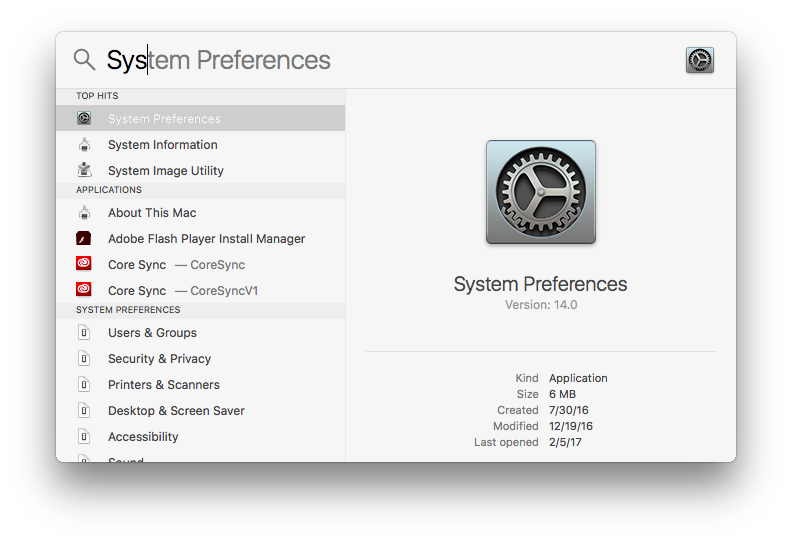 System Preferences
TOP HITS
System Preferences
System Information
System Image Utility
APPLICATIONS
About This Mac
Adobe Flash Player Install Manager
Core Sync — CoreSync
Core Sync — CoreSyncV1
SYSTEM PREFERENCES
Users & Groups
Security & Privacy
Printers & Scanners
Desktop & Screen Saver
Accessibility
Sound
System Preferences
Version: 14.0
Kind Application
Size 6 MB
Created 7/30/16
Modified 12/19/16
Last opened 2/5/17